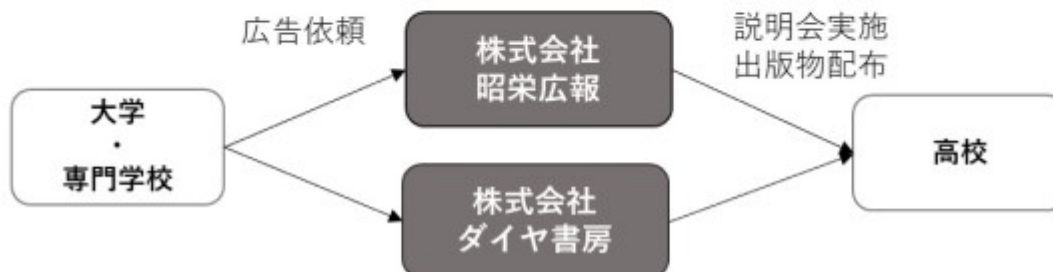 広告依頼
説明会実施
出版物配布
株式会社
昭栄広報
大学
・
専門学校
高校
株式会社
ダイヤ書房